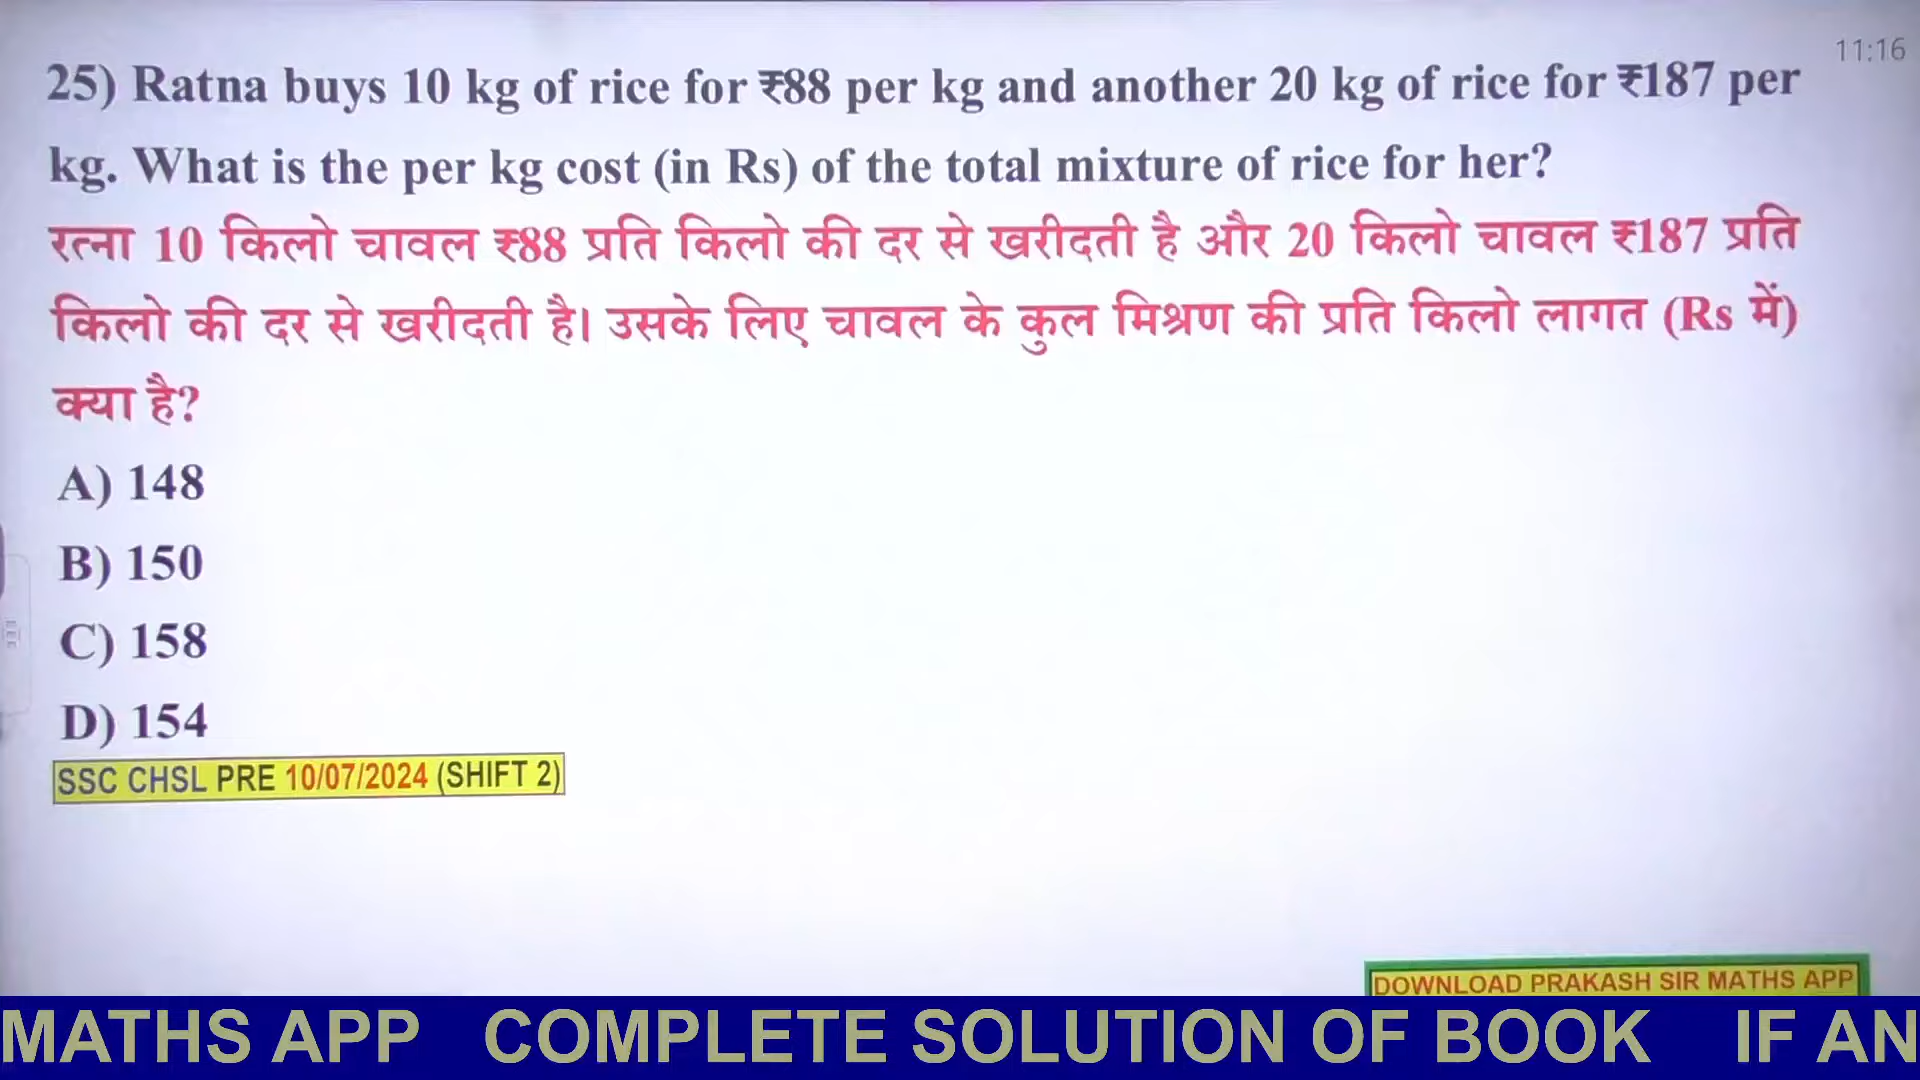 11:16
25) Ratna buys 10 kg of rice for ₹88 per kg and another 20 kg of rice for ₹187 per
kg. What is the per kg cost (in Rs) of the total mixture of rice for her?
रत्ना 10 किलो चावल ₹88 प्रति किलो की दर से खरीदती है और 20 किलो चावल ₹187 प्रति
किलो की दर से खरीदती है। उसके लिए चावल के कुल मिश्रण की प्रति किलो लागत (Rs में)
क्या है?
A) 148
B) 150
C) 158
D) 154
SSC CHSL PRE 10/07/2024 (SHIFT 2)
DOWNLOAD PRAKASH SIR MATHS APP
MATHS APP COMPLETE SOLUTION OF BOOK IF AN